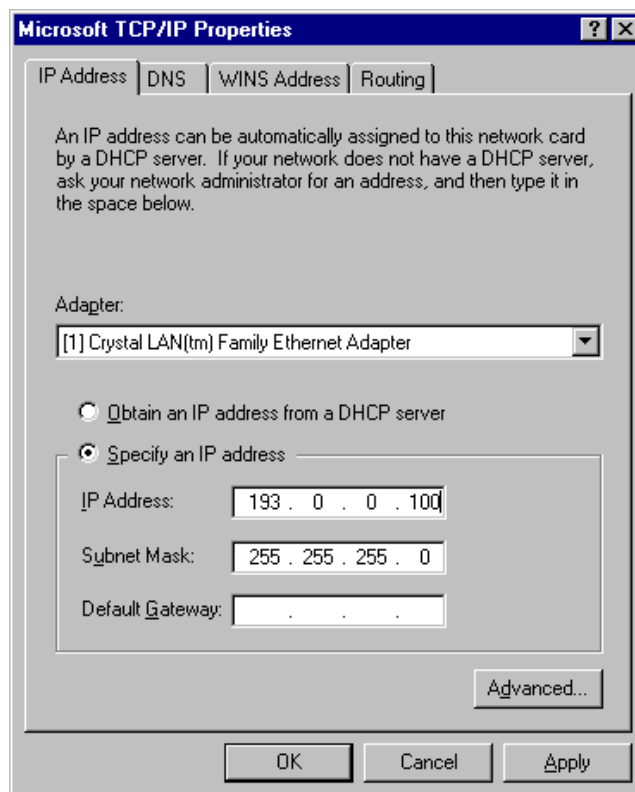 Microsoft TCP/IP Properties
IP Address DNS WINS Address Routing
An IP address can be automatically assigned to this network card
by a DHCP server. If your network does not have a DHCP server,
ask your network administrator for an address, and then type it in
the space below.
Adapter:
[1] Crystal LAN(tm) Family Ethernet Adapter
Obtain an IP address from a DHCP server
Specify an IP address
IP Address: 193 . 0 . 0 . 100
Subnet Mask: 255 . 255 . 255 . 0
Default Gateway: . . .
Advanced...
OK Cancel Apply